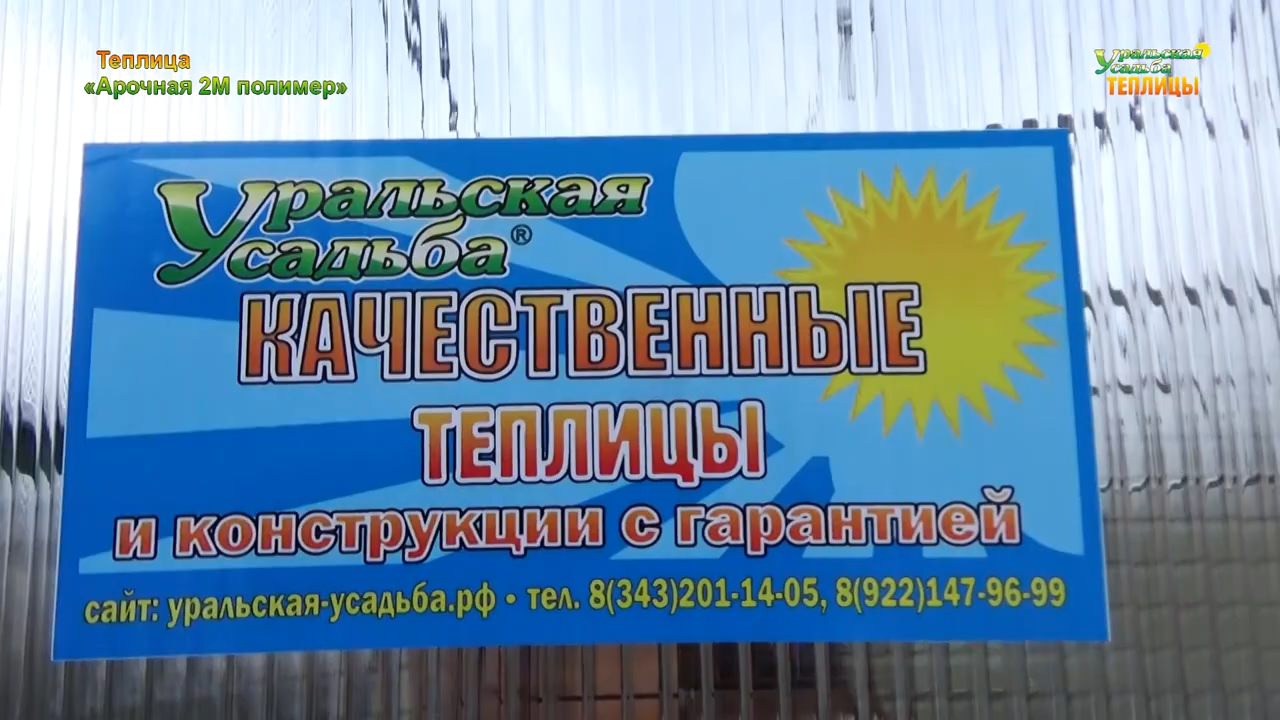 Теплица
«Арочная 2М полимер»
Уральская
Усадьба
ТЕПЛИЦЫ
Уральская
Усадьба®
КАЧЕСТВЕННЫЕ
ТЕПЛИЦЫ
и конструкции с гарантией
сайт: уральская-усадьба.рф • тел. 8(343)201-14-05, 8(922)147-96-99